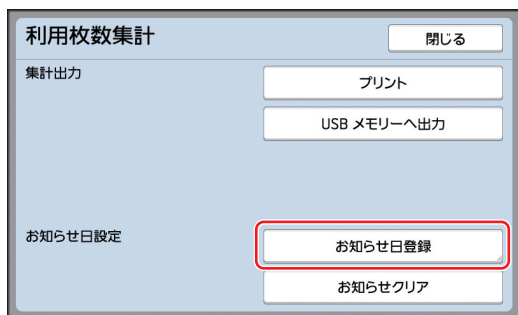 利用枚数集計
閉じる
集計出力
プリント
USB メモリーへ出力
お知らせ日設定
お知らせ日登録
お知らせクリア